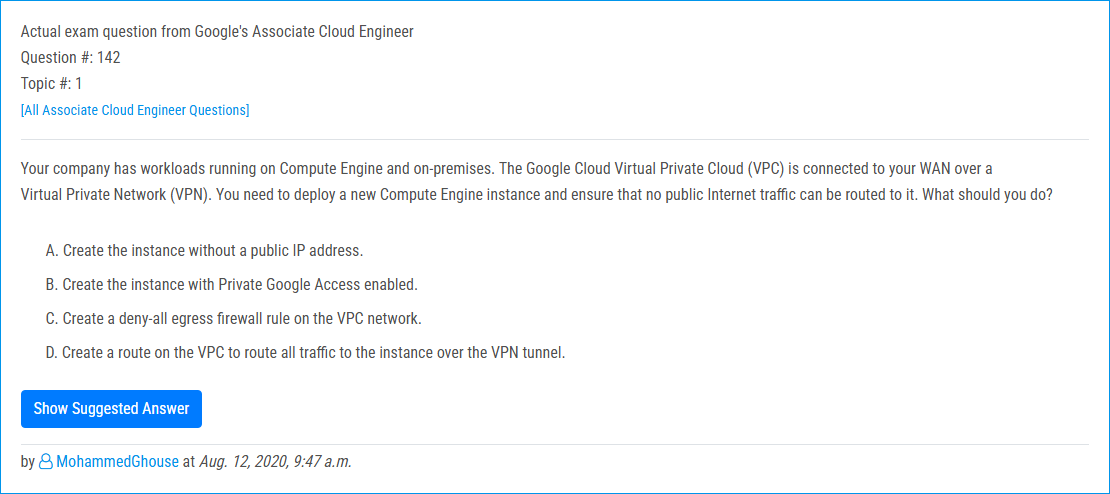 Actual exam question from Google's Associate Cloud Engineer
Question #: 142
Topic #: 1
[All Associate Cloud Engineer Questions]
Your company has workloads running on Compute Engine and on-premises. The Google Cloud Virtual Private Cloud (VPC) is connected to your WAN over a
Virtual Private Network (VPN). You need to deploy a new Compute Engine instance and ensure that no public Internet traffic can be routed to it. What should you do?
A. Create the instance without a public IP address.
B. Create the instance with Private Google Access enabled.
C. Create a deny-all egress firewall rule on the VPC network.
D. Create a route on the VPC to route all traffic to the instance over the VPN tunnel.
Show Suggested Answer
by MohammedGhouse at Aug. 12, 2020, 9:47 a.m.